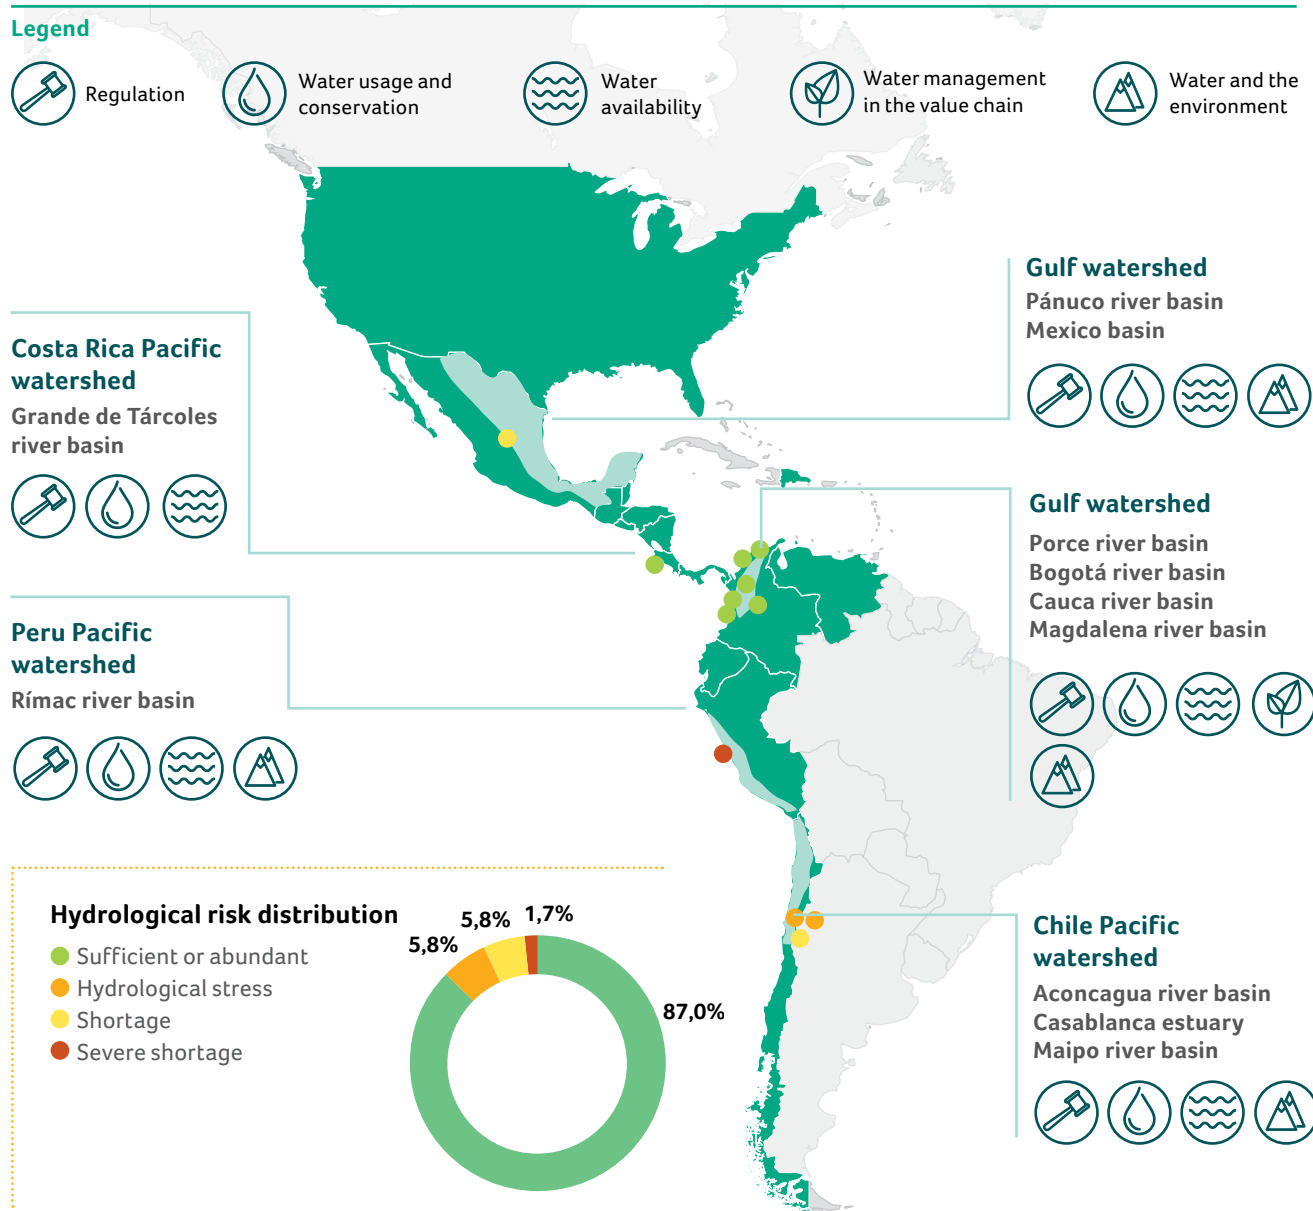 Legend
Regulation
Water usage and
conservation
Water
availability
Water management
in the value chain
Water and the
environment
Gulf watershed
Pánuco river basin
Mexico basin
Costa Rica Pacific
watershed
Grande de Tárcoles
river basin
Gulf watershed
Porce river basin
Bogotá river basin
Cauca river basin
Magdalena river basin
Peru Pacific
watershed
Rímac river basin
Chile Pacific
watershed
Aconcagua river basin
Casablanca estuary
Maipo river basin
Hydrological risk distribution
Sufficient or abundant
Hydrological stress
Shortage
Severe shortage
5,8%
5,8%
1,7%
87,0%